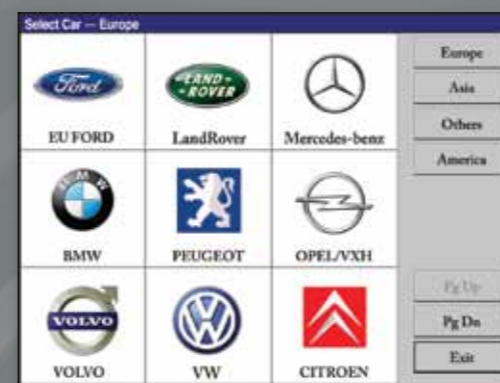 Select Car — Europe
Ford
LAND-
-ROVER
EU FORD
LandRover
Mercedes-benz
BMW
BMW
PEUGEOT
OPEL/VXH
VOLVO
VOLVO
VW
CITROEN
Europe
Asia
Others
America
Pg Up
Pg Dn
Exit